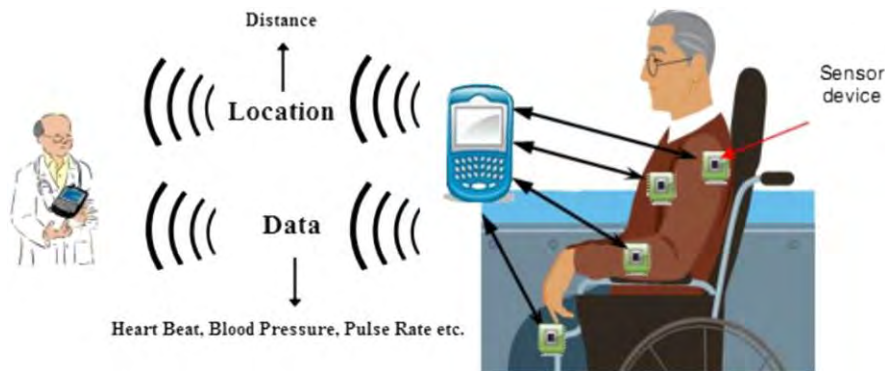 Distance
Location
Sensor
device
Data
Heart Beat, Blood Pressure, Pulse Rate etc.